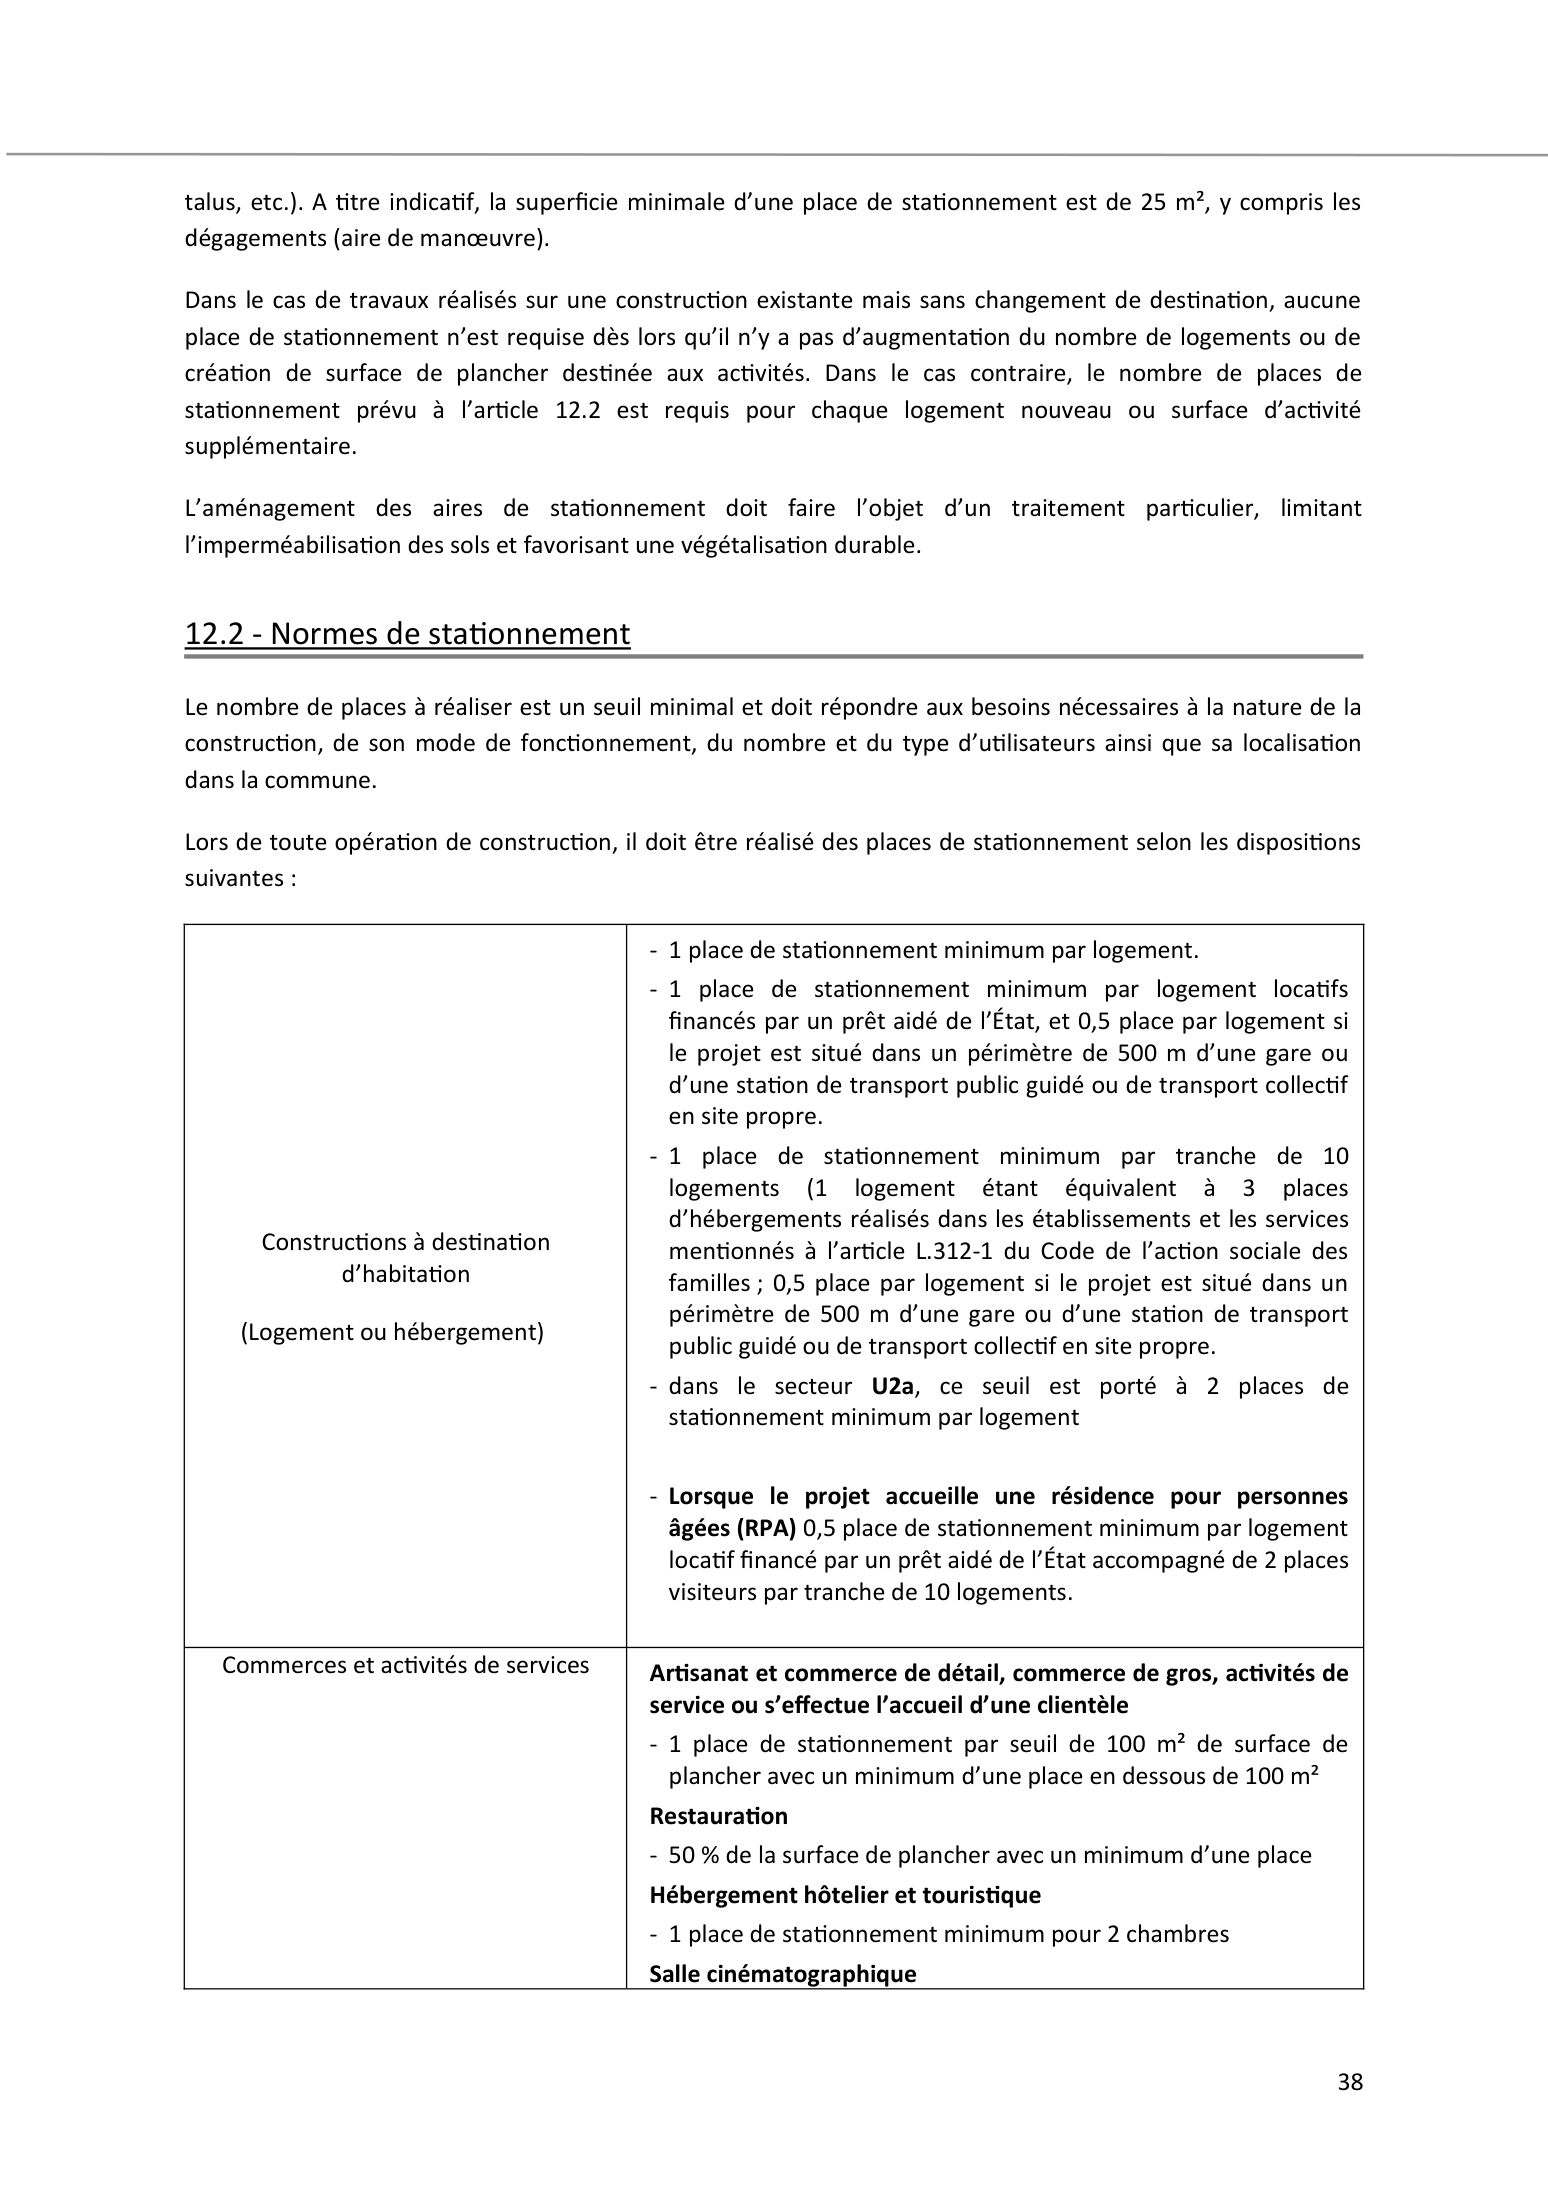 talus, etc.). A titre indicatif, la superficie minimale d’une place de stationnement est de 25 m², y compris les
dégagements (aire de manœuvre).
Dans le cas de travaux réalisés sur une construction existante mais sans changement de destination, aucune
place de stationnement n’est requise dès lors qu’il n’y a pas d’augmentation du nombre de logements ou de
création de surface de plancher destinée aux activités. Dans le cas contraire, le nombre de places de
stationnement prévu à l’article 12.2 est requis pour chaque logement nouveau ou surface d’activité
supplémentaire.
L’aménagement des aires de stationnement doit faire l’objet d’un traitement particulier, limitant
l’imperméabilisation des sols et favorisant une végétalisation durable.
12.2 - Normes de stationnement
Le nombre de places à réaliser est un seuil minimal et doit répondre aux besoins nécessaires à la nature de la
construction, de son mode de fonctionnement, du nombre et du type d’utilisateurs ainsi que sa localisation
dans la commune.
Lors de toute opération de construction, il doit être réalisé des places de stationnement selon les dispositions
suivantes :
Constructions à destination
d’habitation
(Logement ou hébergement)
- 1 place de stationnement minimum par logement.
- 1 place de stationnement minimum par logement locatifs
financés par un prêt aidé de l’État, et 0,5 place par logement si
le projet est situé dans un périmètre de 500 m d’une gare ou
d’une station de transport public guidé ou de transport collectif
en site propre.
- 1 place de stationnement minimum par tranche de 10
logements (1 logement étant équivalent à 3 places
d’hébergements réalisés dans les établissements et les services
mentionnés à l’article L.312-1 du Code de l’action sociale des
familles ; 0,5 place par logement si le projet est situé dans un
périmètre de 500 m d’une gare ou d’une station de transport
public guidé ou de transport collectif en site propre.
- dans le secteur U2a, ce seuil est porté à 2 places de
stationnement minimum par logement
- Lorsque le projet accueille une résidence pour personnes
âgées (RPA) 0,5 place de stationnement minimum par logement
locatif financé par un prêt aidé de l’État accompagné de 2 places
visiteurs par tranche de 10 logements.
Commerces et activités de services
Artisanat et commerce de détail, commerce de gros, activités de
service ou s’effectue l’accueil d’une clientèle
- 1 place de stationnement par seuil de 100 m² de surface de
plancher avec un minimum d’une place en dessous de 100 m²
Restauration
- 50 % de la surface de plancher avec un minimum d’une place
Hébergement hôtelier et touristique
- 1 place de stationnement minimum pour 2 chambres
Salle cinématographique
38